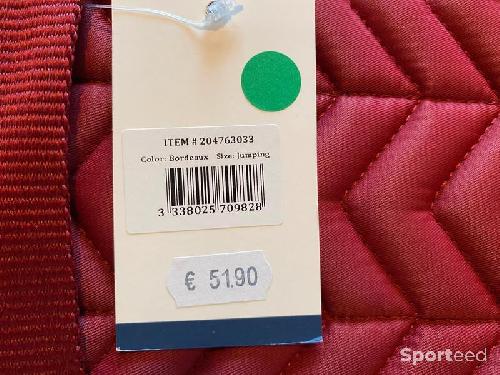 ITEM # 204763033
Color: Bordeaux Size: Jumping
3 338025 709828
€ 51.90
Sporteed